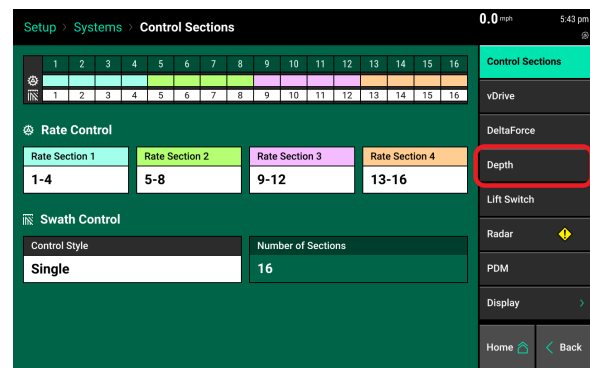 Setup > Systems > Control Sections
0.0 mph 5:43 pm
1 2 3 4 5 6 7 8 9 10 11 12 13 14 15 16
1 2 3 4 5 6 7 8 9 10 11 12 13 14 15 16
Rate Control
Rate Section 1 Rate Section 2 Rate Section 3 Rate Section 4
1-4 5-8 9-12 13-16
Swath Control
Control Style Number of Sections
Single 16
Control Sections
vDrive
DeltaForce
Depth
Lift Switch
Radar
PDM
Display >
Home < Back